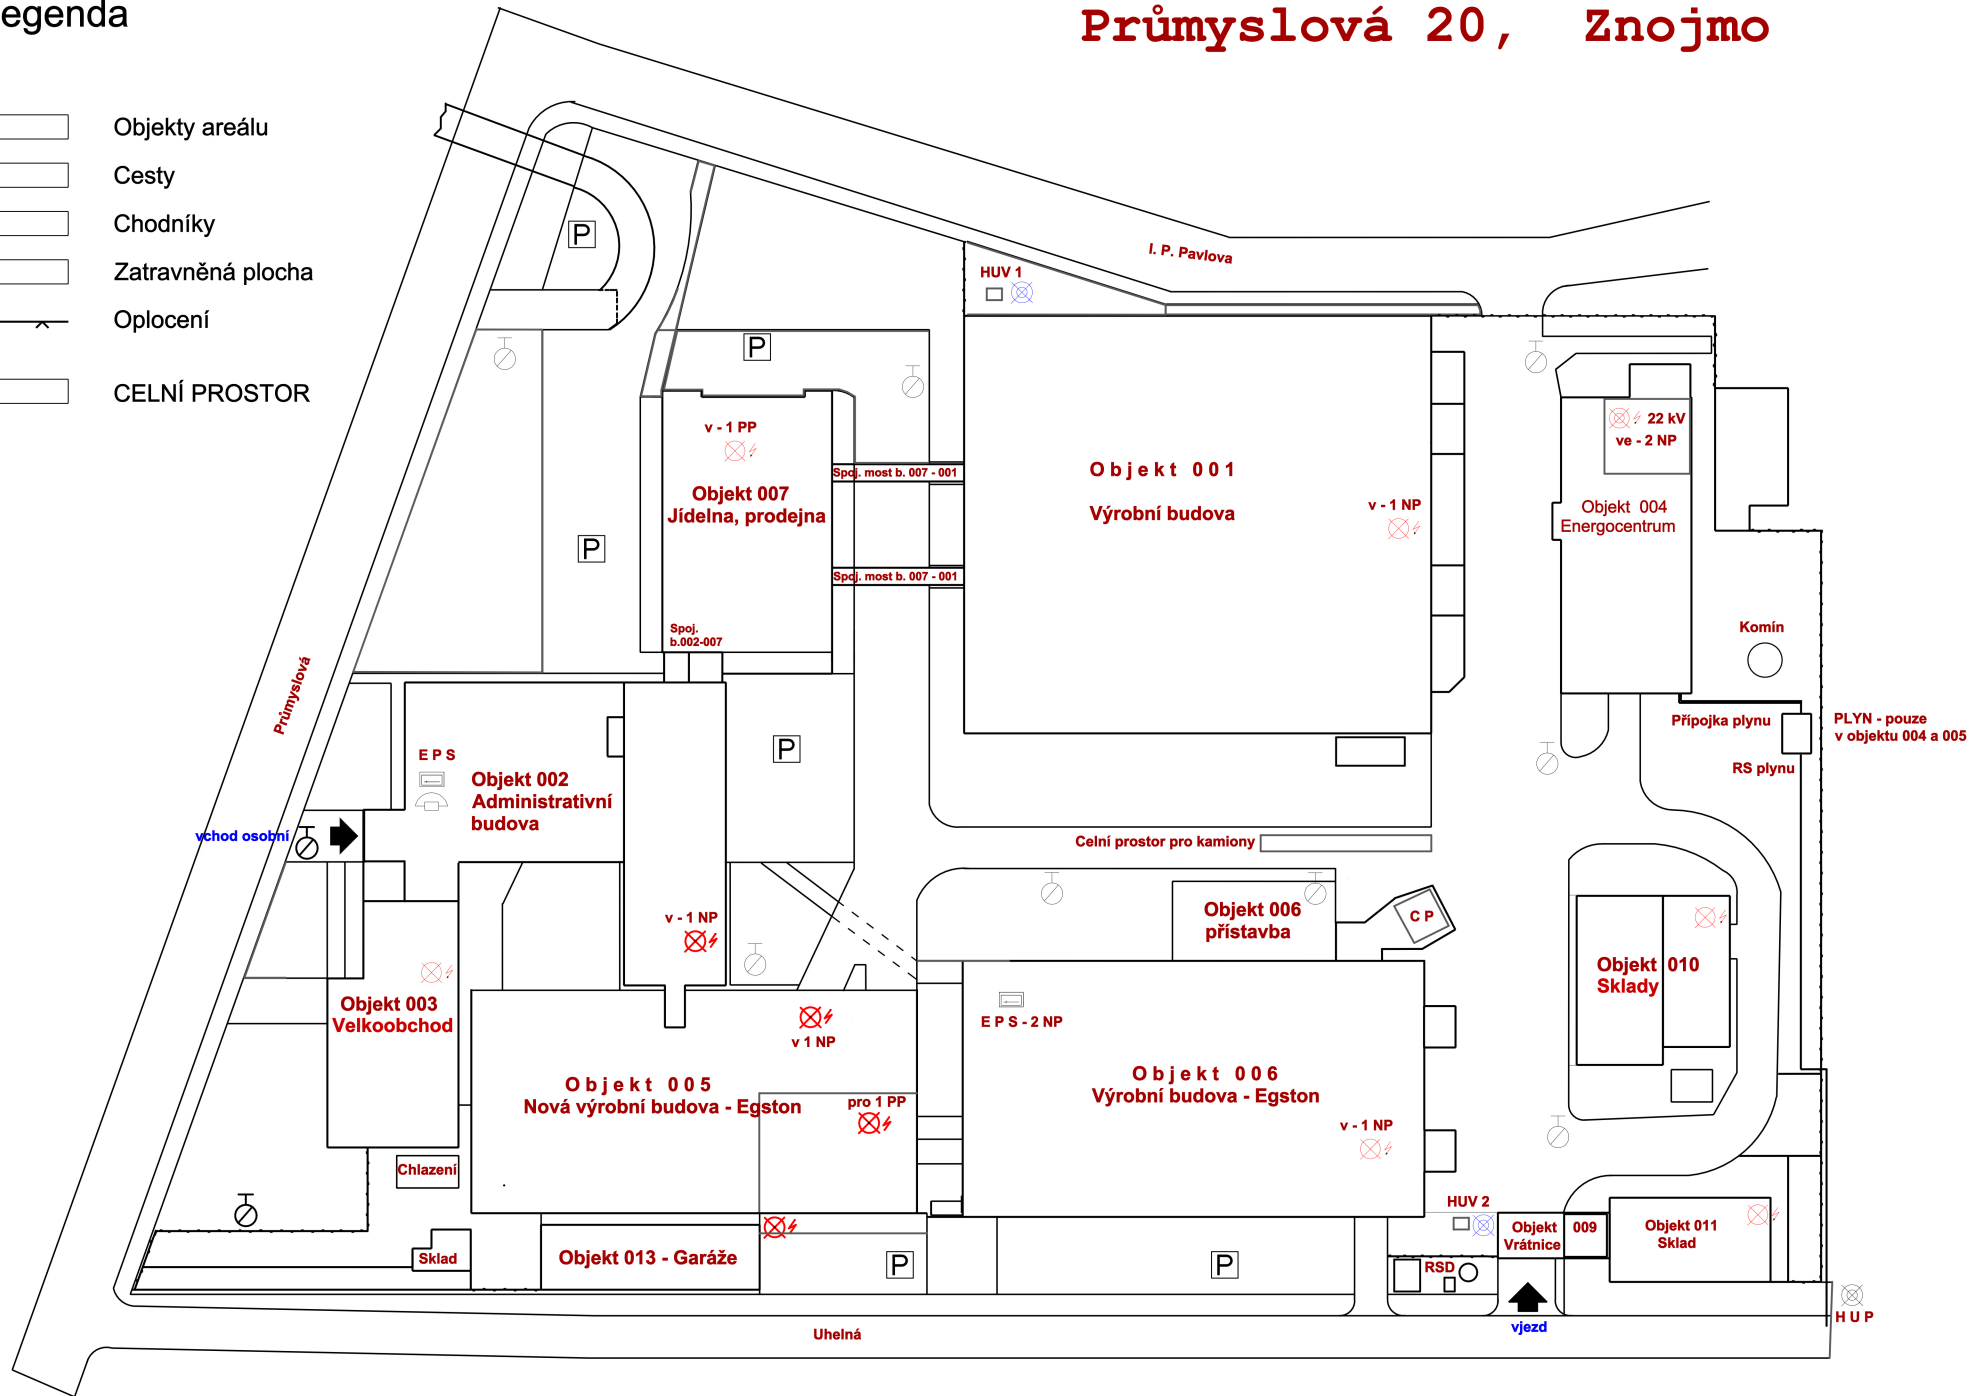 egenda
Průmyslová 20, Znojmo
Objekty areálu
Cesty
Chodníky
Zatravněná plocha
Oplocení
CELNÍ PROSTOR
P
I. P. Pavlova
HUV 1
P
v - 1 PP
22 kV
ve - 2 NP
Spoj. most b. 007 - 001
Objekt 001
Výrobní budova
v - 1 NP
Objekt 007
Jídelna, prodejna
Objekt 004
Energocentrum
P
Spoj. most b. 007 - 001
Spoj.
b.002-007
Komín
Průmyslová
Přípojka plynu
PLYN - pouze
v objektu 004 a 005
RS plynu
P
E P S
Objekt 002
Administrativní
budova
vchod osobní
Celní prostor pro kamiony
v - 1 NP
Objekt 006
přístavba
C P
Objekt 010
Sklady
Objekt 003
Velkoobchod
v 1 NP
E P S - 2 NP
Objekt 005
Nová výrobní budova - Egston
pro 1 PP
Objekt 006
Výrobní budova - Egston
v - 1 NP
Chlazení
HUV 2
Objekt 009
Vrátnice
Objekt 011
Sklad
Sklad
Objekt 013 - Garáže
P
P
RSD
vjezd
H U P
Uhelná